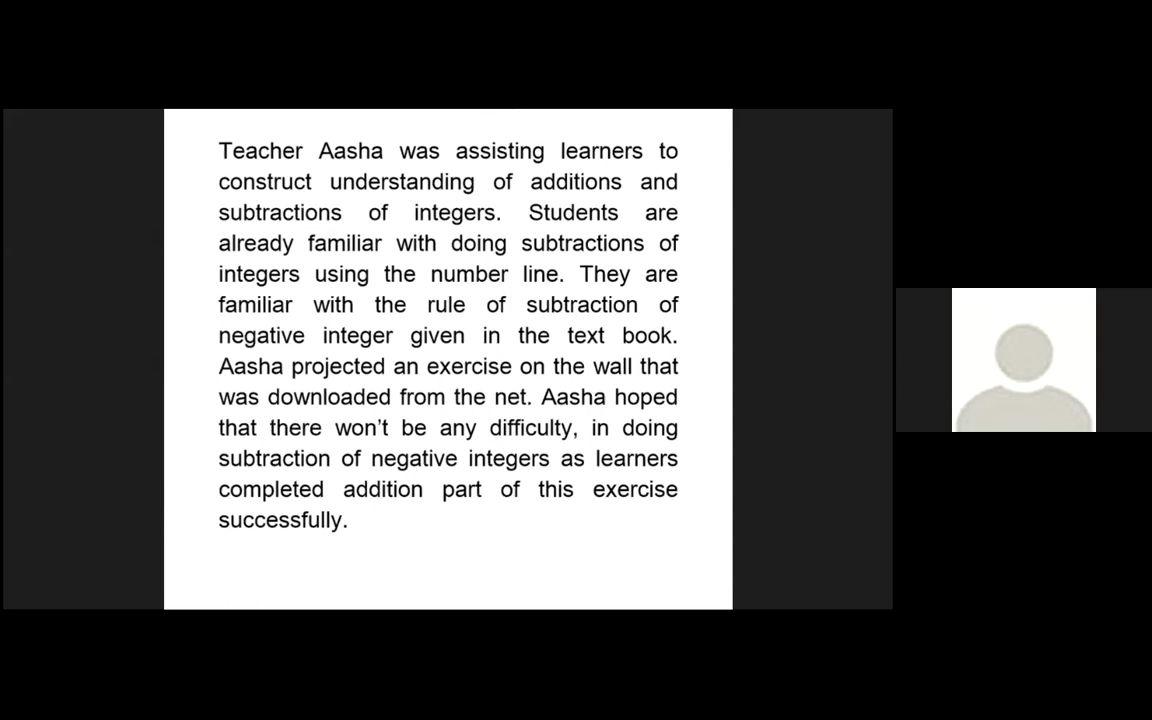 Teacher Aasha was assisting learners to
construct understanding of additions and
subtractions of integers. Students are
already familiar with doing subtractions of
integers using the number line. They are
familiar with the rule of subtraction of
negative integer given in the text book.
Aasha projected an exercise on the wall that
was downloaded from the net. Aasha hoped
that there won't be any difficulty, in doing
subtraction of negative integers as learners
completed addition part of this exercise
successfully.